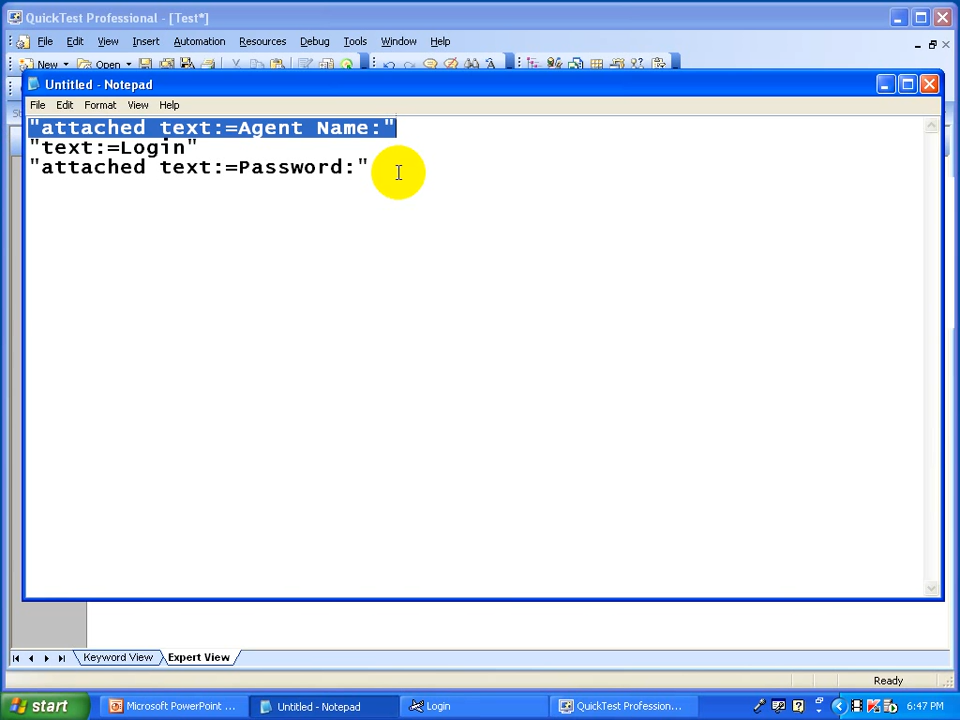 QuickTest Professional - [Test*]
File Edit View Insert Automation Resources Debug Tools Window Help
New Open
Untitled - Notepad
File Edit Format View Help
"attached text:=Agent Name:"
"text:=Login"
"attached text:=Password:"
Keyword View Expert View
Ready
start Microsoft PowerPoint ... Untitled - Notepad Login QuickTest Profession... 6:47 PM